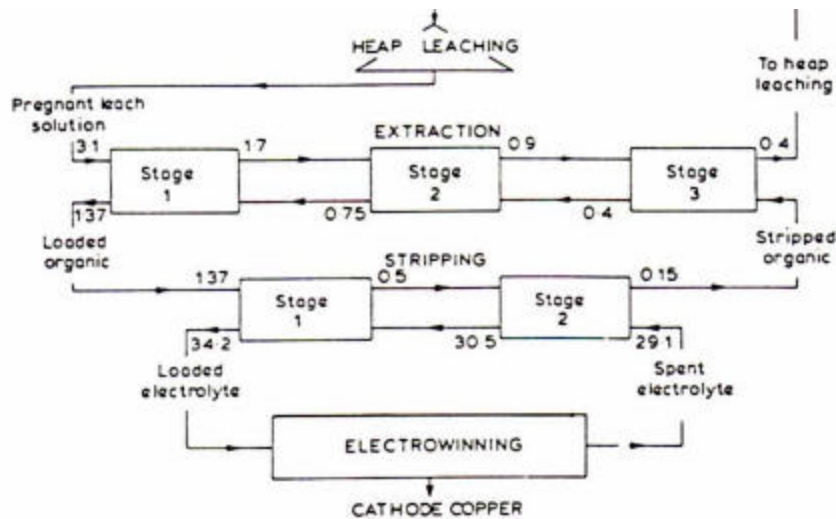 HEAP LEACHING
To heap
leaching
Pregnant leach
solution
EXTRACTION
3·1
1·7
0·9
0·4
Stage
1
Stage
2
Stage
3
1·37
0·75
0·4
Loaded
organic
Stripped
organic
STRIPPING
1·37
0·5
0·15
Stage
1
Stage
2
34·2
30·5
29·1
Loaded
electrolyte
Spent
electrolyte
ELECTROWINNING
CATHODE COPPER